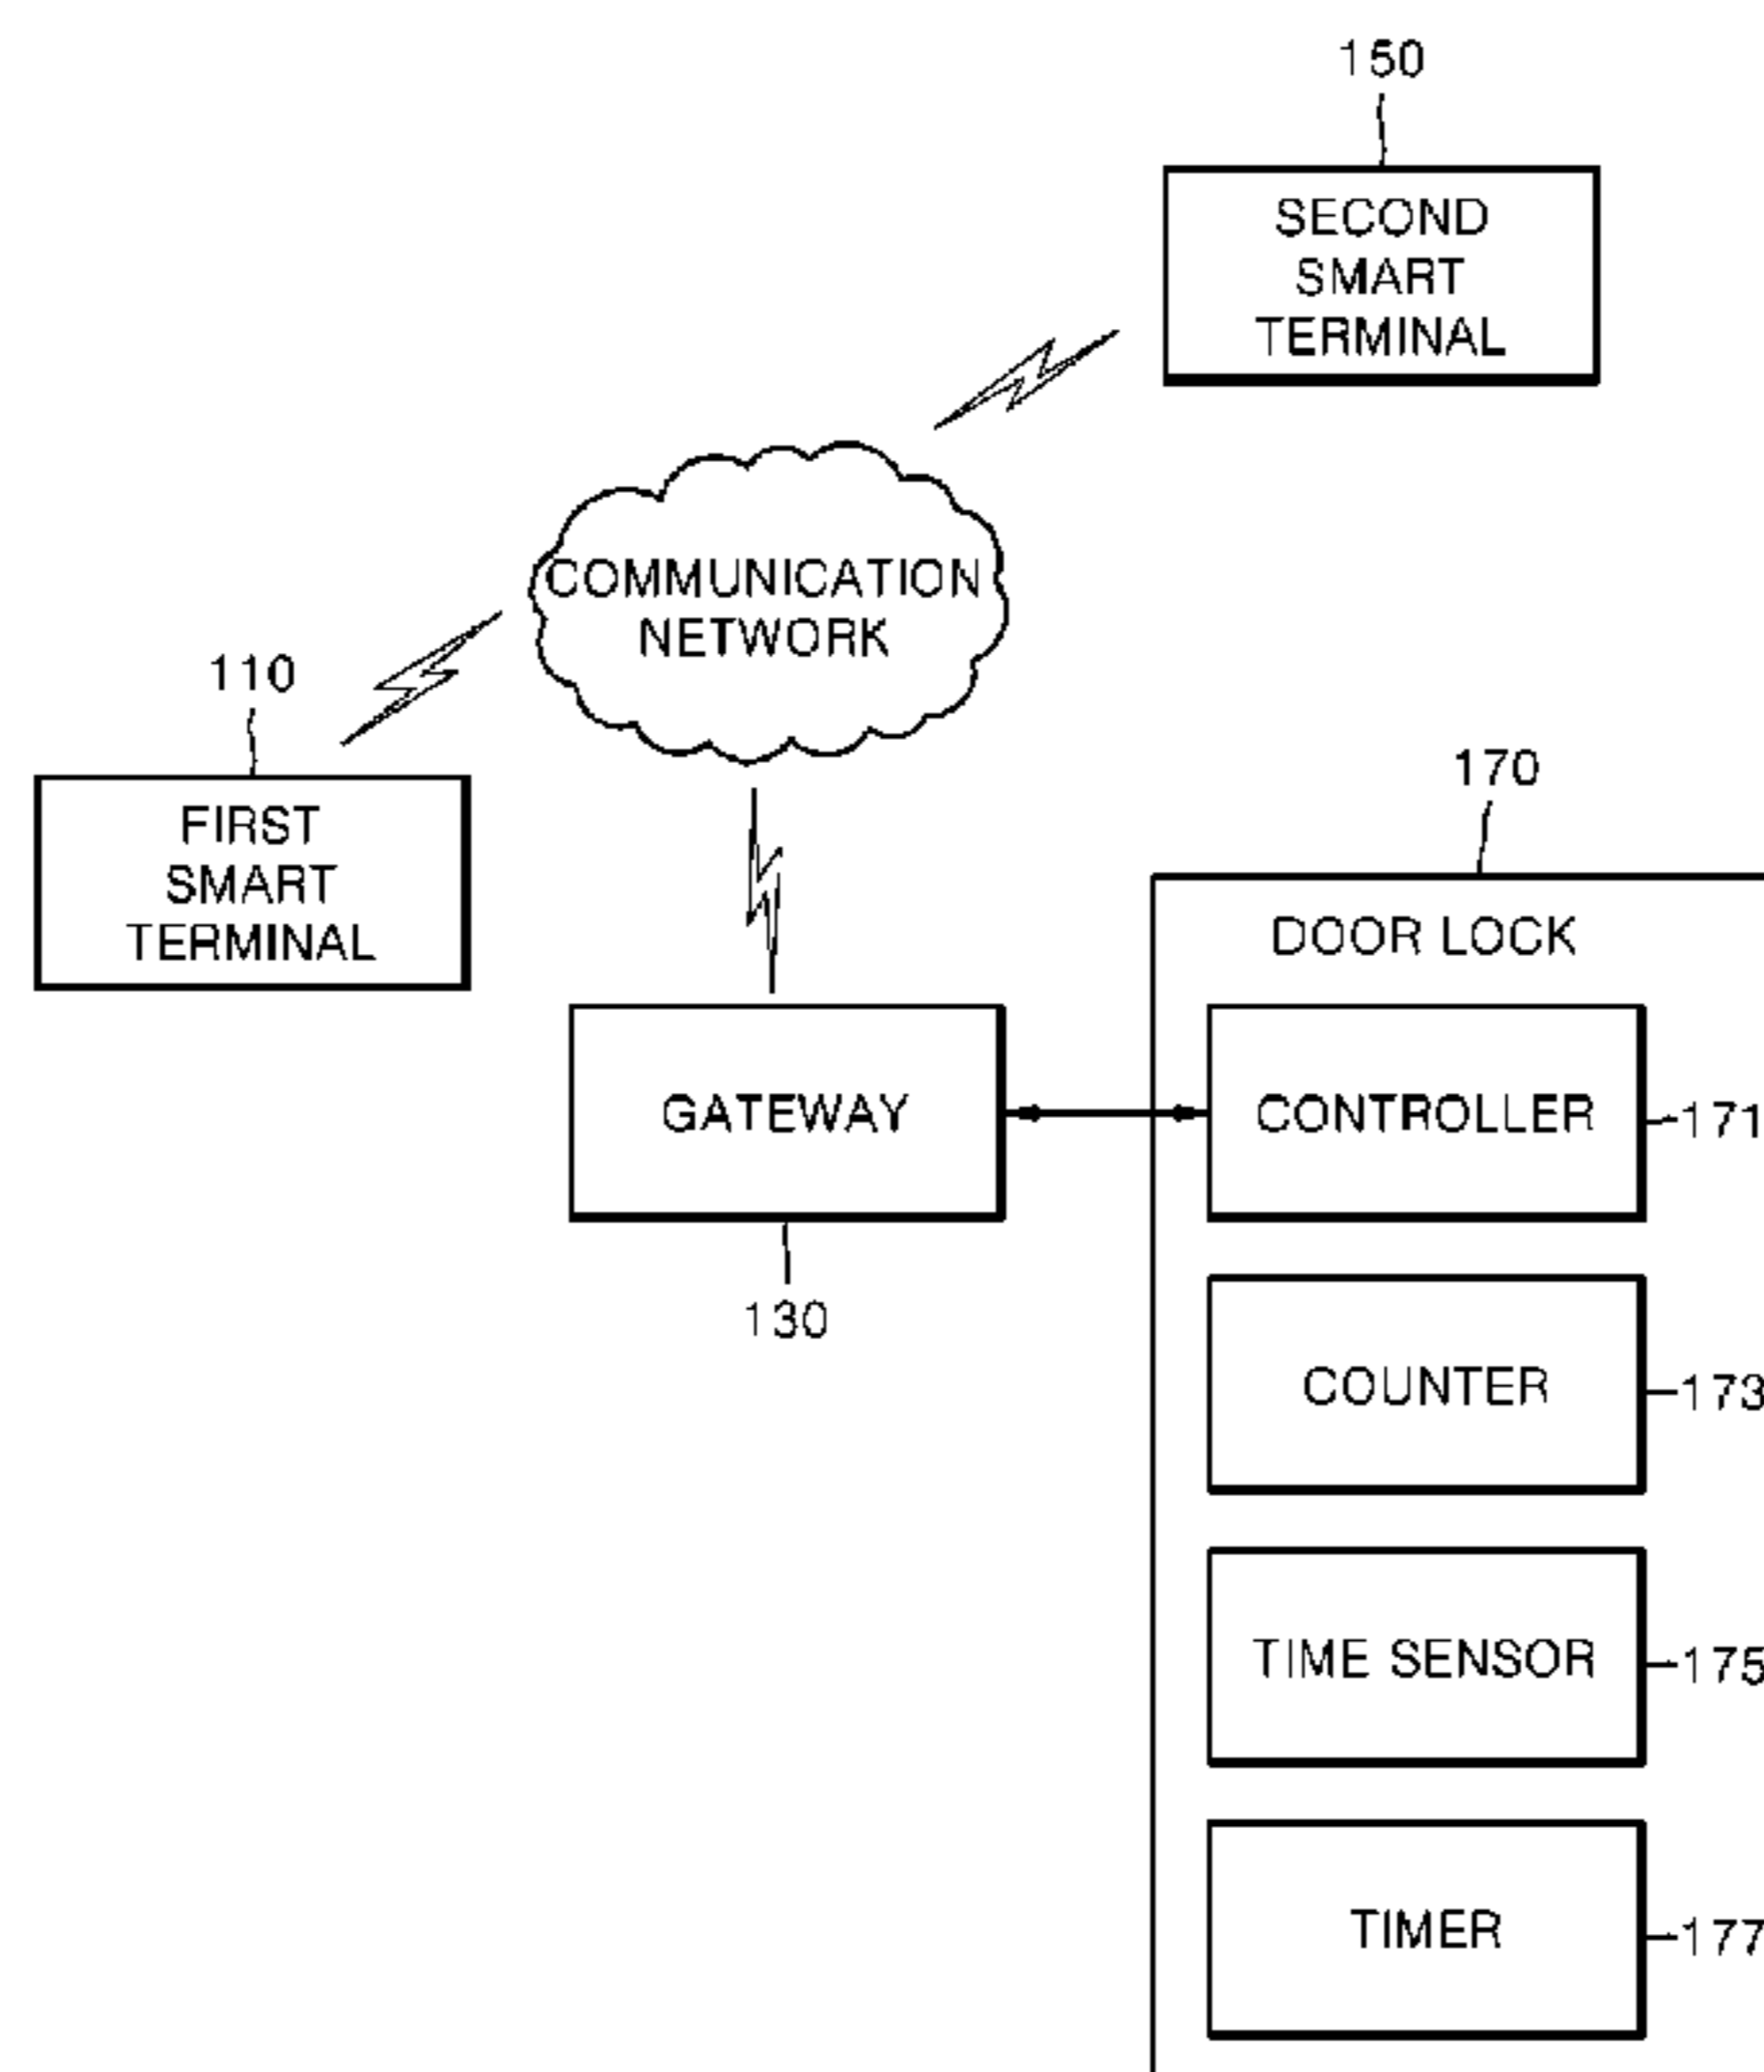 150
SECOND
SMART
TERMINAL
COMMUNICATION
NETWORK
110
FIRST
SMART
TERMINAL
170
DOOR LOCK
GATEWAY
130
CONTROLLER
171
COUNTER
173
TIME SENSOR
175
TIMER
177